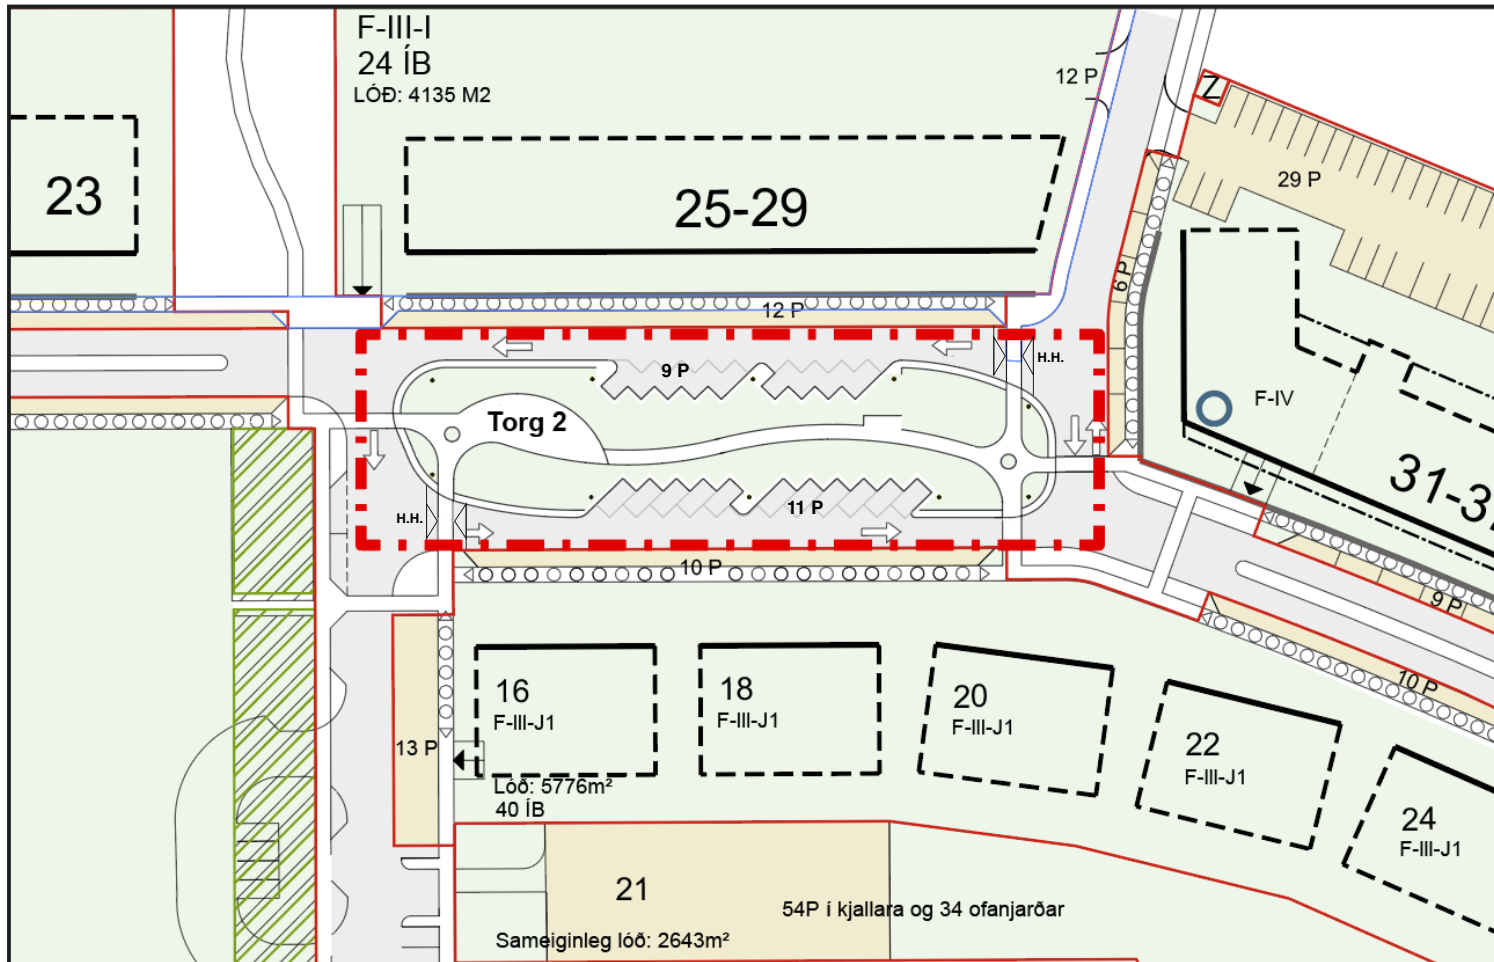 F-III-I
24 ÍB
LÓÐ: 4135 M2
12 P
Z
29 P
23
25-29
6 P
12 P
H.H.
9 P
F-IV
Torg 2
31-3
11 P
H.H.
10 P
9 P
10 P
16
F-III-J1
18
F-III-J1
20
F-III-J1
22
F-III-J1
24
F-III-J1
13 P
Lóð: 5776m²
40 ÍB
21
54P í kjallara og 34 ofanjarðar
Sameiginleg lóð: 2643m²